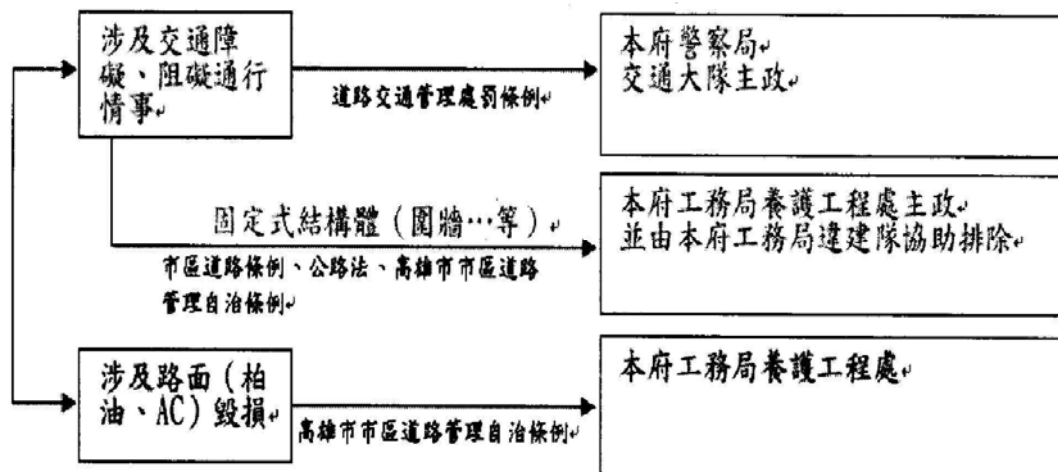 涉及交通障
礙、阻礙通行
情事
道路交通管理處罰條例
本府警察局
交通大隊主政
固定式結構體（圍牆…等）
市區道路條例、公路法、高雄市市區道路
管理自治條例
本府工務局養護工程處主政
並由本府工務局違建隊協助排除
涉及路面（柏
油、AC）毀損
高雄市市區道路管理自治條例
本府工務局養護工程處